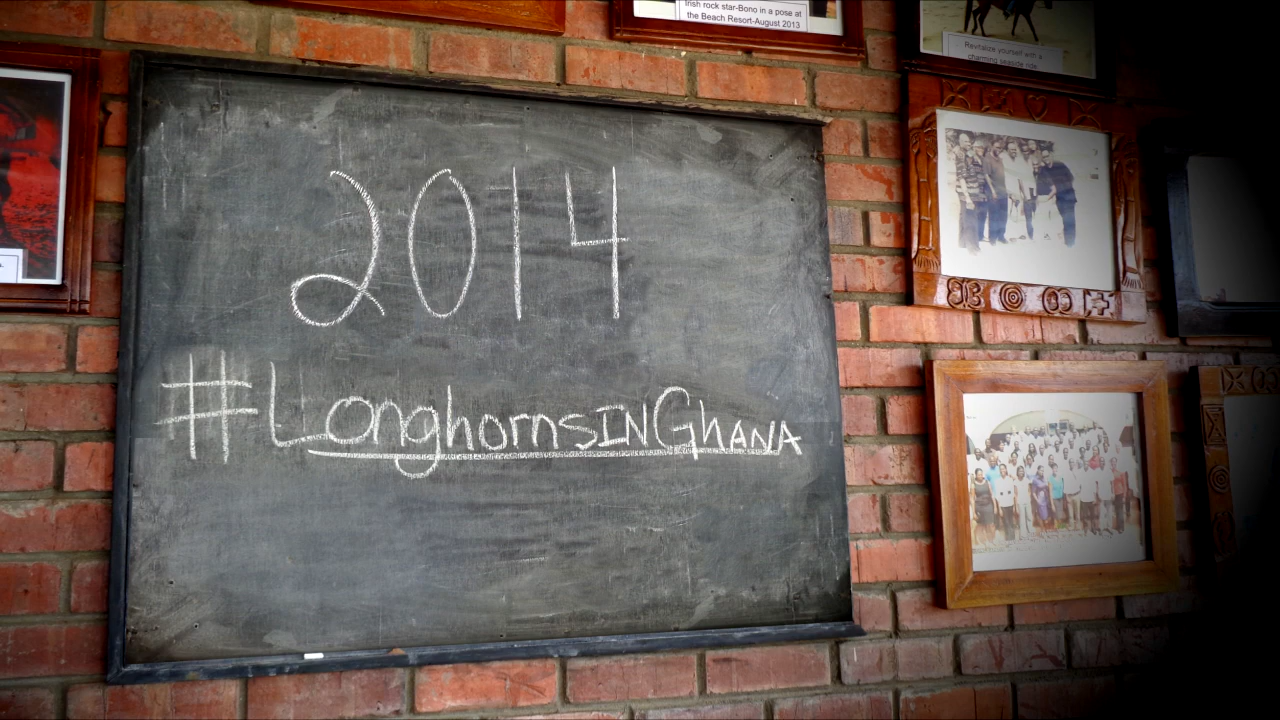 Irish rock star-Bono in a pose at
the Beach Resort-August 2013
Revitalize yourself with a
charming seaside ride.
2014
#LonghornsINGhANA